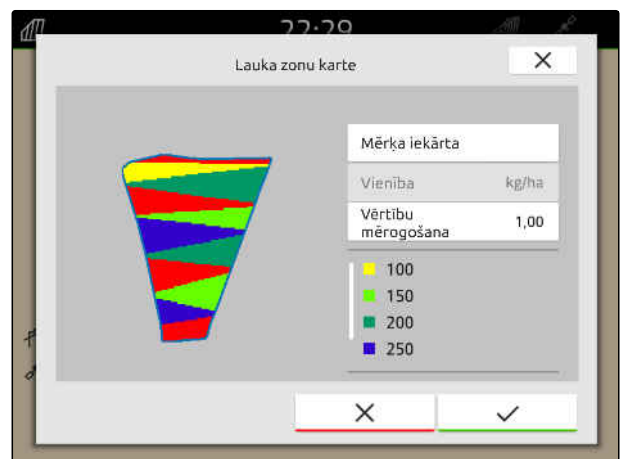 22:29
Lauka zonu karte
Mērķa iekārta
Vienība kg/ha
Vērtību
mērogošana 1,00
100
150
200
250